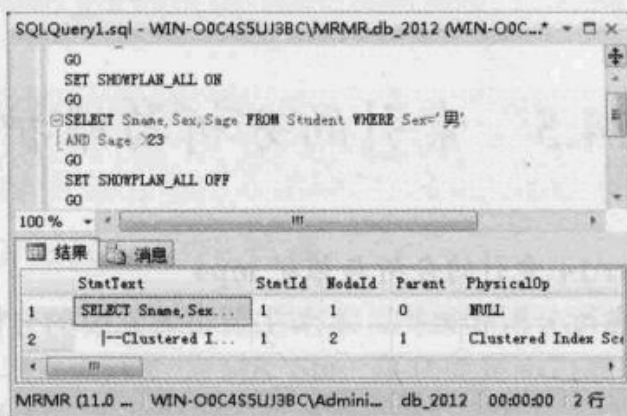 SQLQuery1.sql - WIN-O0C4S5UJ3BC\MRMR.db_2012 (WIN-O0C...*
GO
SET SHOWPLAN_ALL ON
GO
SELECT Sname,Sex,Sage FROM Student WHERE Sex='男'
AND Sage >23
GO
SET SHOWPLAN_ALL OFF
GO
100 %
结果 消息
StmtText StmtId NodeId Parent PhysicalOp
1 SELECT Sname,Sex... 1 1 0 NULL
2 |--Clustered I... 1 2 1 Clustered Index Sca
MRMR (11.0 ... WIN-O0C4S5UJ3BC\Admini... db_2012 00:00:00 2 行